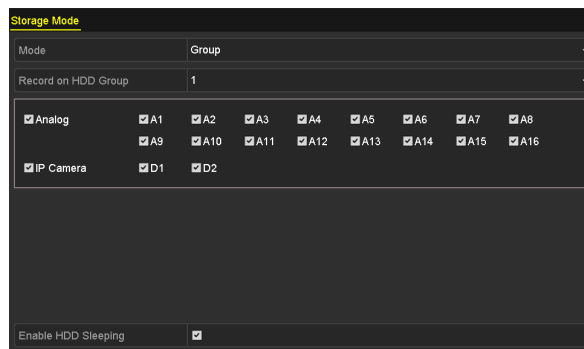 Storage Mode
Mode Group
Record on HDD Group 1
Analog A1 A2 A3 A4 A5 A6 A7 A8
A9 A10 A11 A12 A13 A14 A15 A16
IP Camera D1 D2
Enable HDD Sleeping